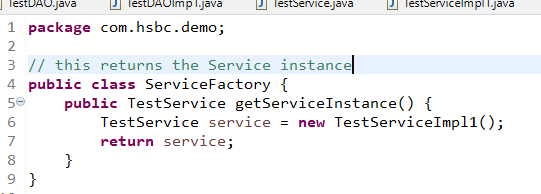 TestDAO.java TestDAOImpl.java TestService.java TestServiceImpl1.java
1 package com.hsbc.demo;
2
3 // this returns the Service instance
4 public class ServiceFactory {
5 public TestService getServiceInstance() {
6 TestService service = new TestServiceImpl1();
7 return service;
8 }
9 }